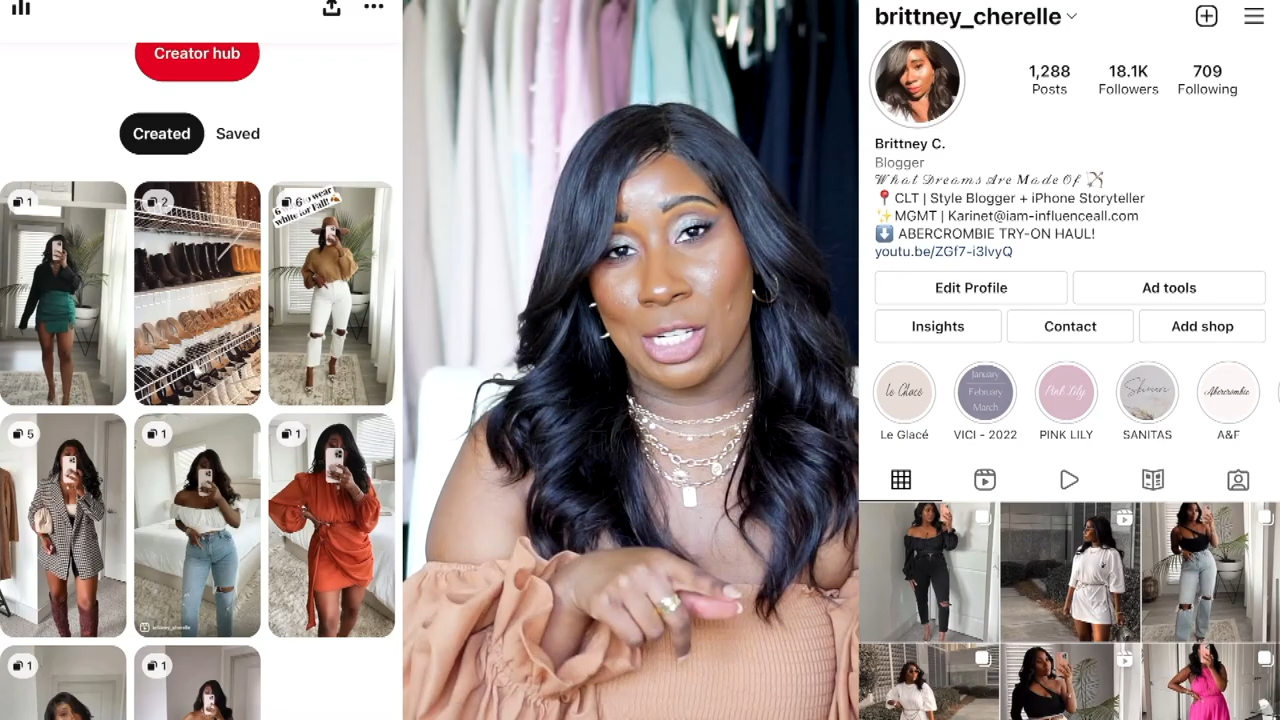 Creator hub
Created
Saved
1
2
6
white for Fall!
5
1
1
brittney_cherelle
1
1
brittney_cherelle
1,288
18.1K
709
Posts
Followers
Following
Brittney C.
Blogger
𝒲𝒽𝒶𝓉 𝒟𝓇𝑒𝒶𝓂𝓈 𝒜𝓇𝑒 𝑀𝒶𝒹𝑒 𝒪𝒻 🏹
📍CLT | Style Blogger + iPhone Storyteller
✨MGMT | Karinet@iam-influenceall.com
⬇️ ABERCROMBIE TRY-ON HAUL!
youtu.be/ZGf7-i3lvyQ
Edit Profile
Ad tools
Insights
Contact
Add shop
le Glacé
January
February
March
Pink Lily
Skincare
Abercrombie
Le Glacé
VICI - 2022
PINK LILY
SANITAS
A&F